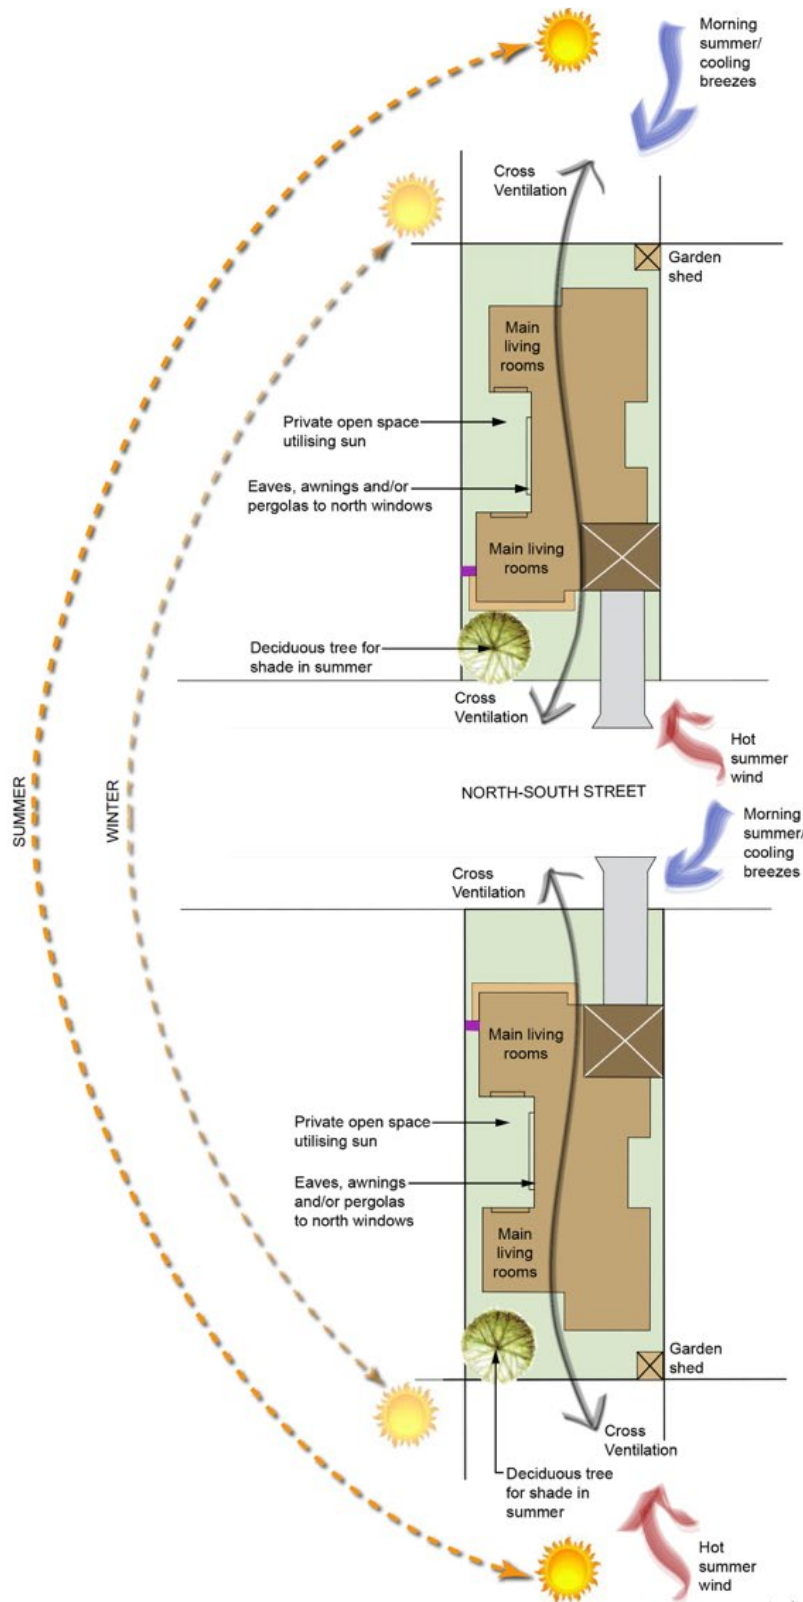 Morning
summer/
cooling
breezes
Cross
Ventilation
Garden
shed
Main
living
rooms
Private open space
utilising sun
Eaves, awnings and/or
pergolas to north windows
Main living
rooms
Deciduous tree for
shade in summer
Cross
Ventilation
Hot
summer
wind
SUMMER
WINTER
NORTH-SOUTH STREET
Morning
summer/
cooling
breezes
Cross
Ventilation
Main living
rooms
Private open space
utilising sun
Eaves, awnings
and/or pergolas
to north windows
Main
living
rooms
Garden
shed
Cross
Ventilation
Deciduous tree
for shade in
summer
Hot
summer
wind